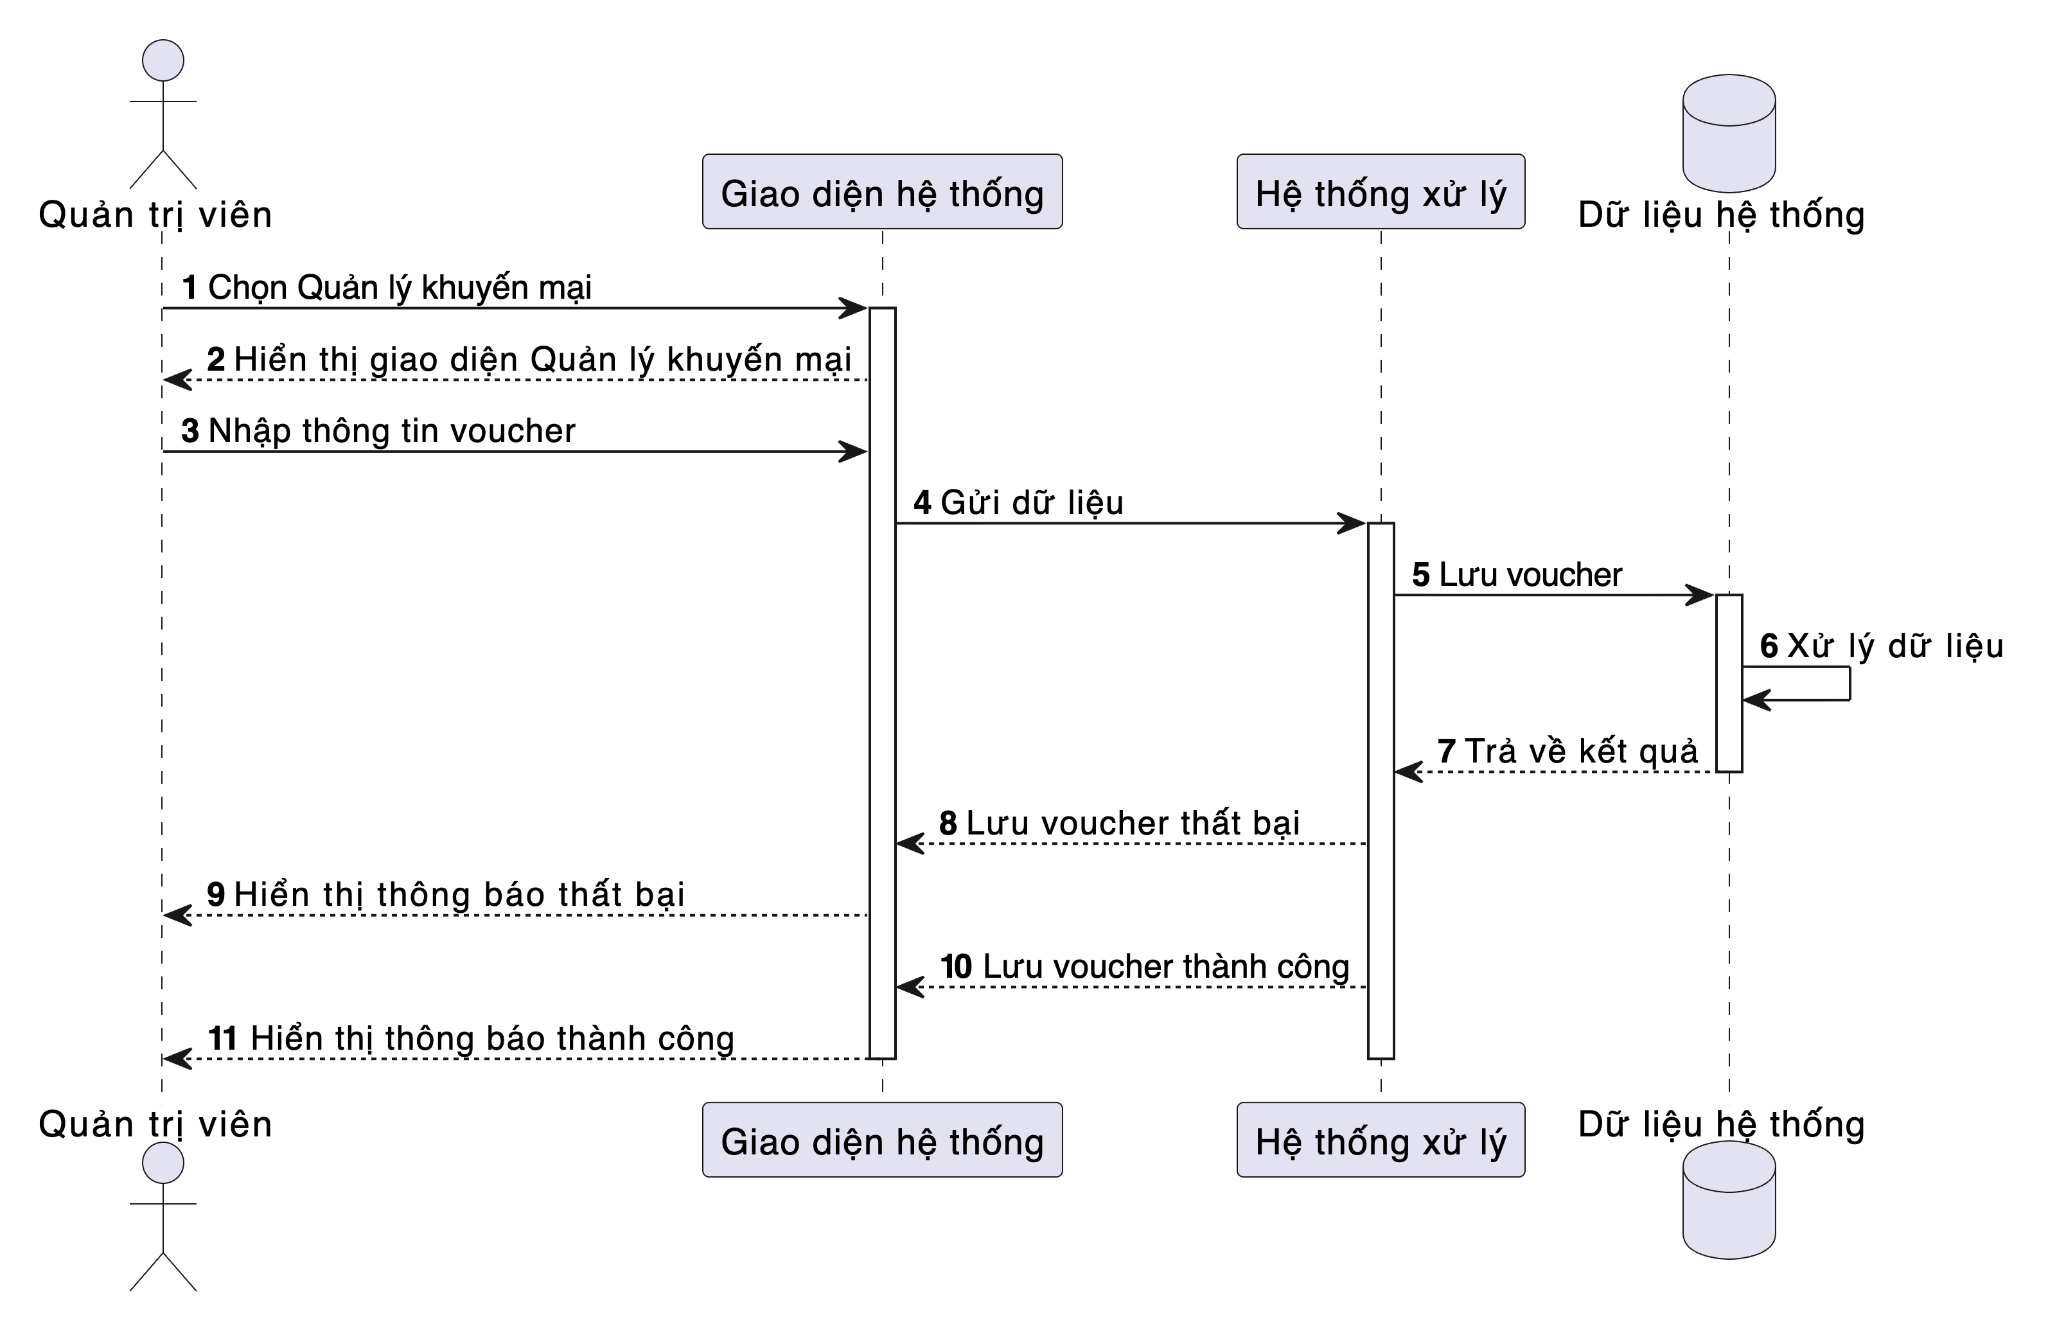 Quản trị viên
Giao diện hệ thống
Hệ thống xử lý
Dữ liệu hệ thống
1 Chọn Quản lý khuyến mại
2 Hiển thị giao diện Quản lý khuyến mại
3 Nhập thông tin voucher
4 Gửi dữ liệu
5 Lưu voucher
6 Xử lý dữ liệu
7 Trả về kết quả
8 Lưu voucher thất bại
9 Hiển thị thông báo thất bại
10 Lưu voucher thành công
11 Hiển thị thông báo thành công
Quản trị viên
Giao diện hệ thống
Hệ thống xử lý
Dữ liệu hệ thống